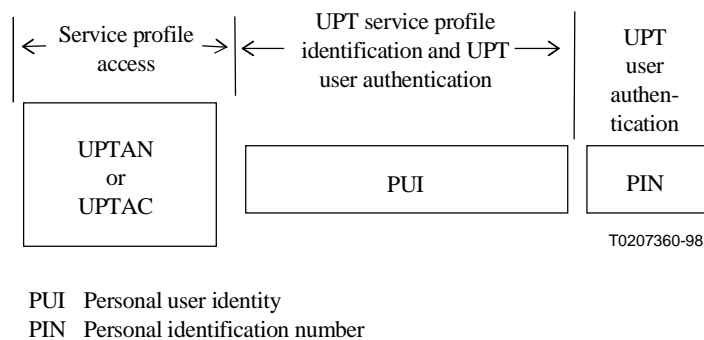 Service profile
access
UPT service profile
identification and UPT
user authentication
UPT
user
authen-
tication
UPTAN
or
UPTAC
PUI
PIN
T0207360-98
PUI Personal user identity
PIN Personal identification number